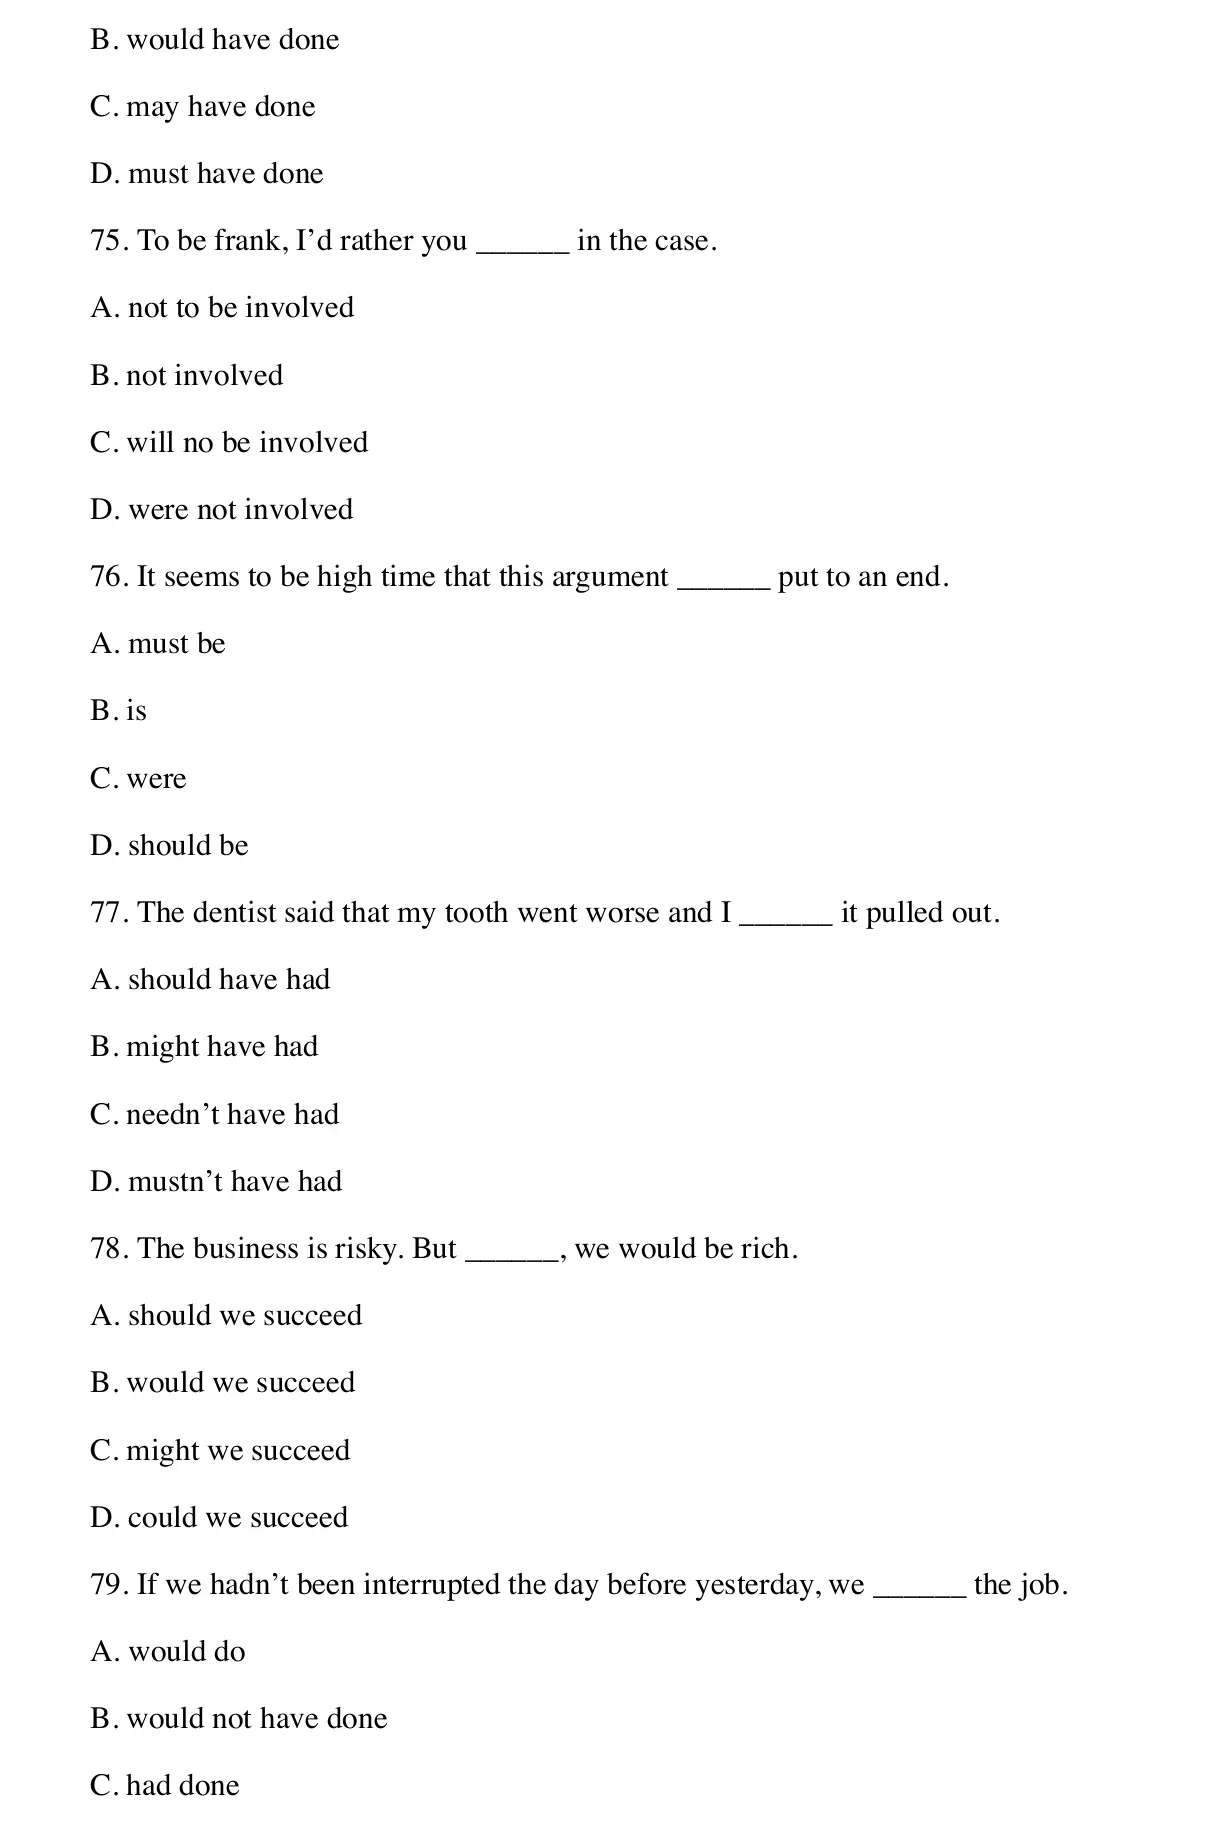 B. would have done
C. may have done
D. must have done
75. To be frank, I’d rather you ______ in the case.
A. not to be involved
B. not involved
C. will no be involved
D. were not involved
76. It seems to be high time that this argument ______ put to an end.
A. must be
B. is
C. were
D. should be
77. The dentist said that my tooth went worse and I ______ it pulled out.
A. should have had
B. might have had
C. needn’t have had
D. mustn’t have had
78. The business is risky. But ______, we would be rich.
A. should we succeed
B. would we succeed
C. might we succeed
D. could we succeed
79. If we hadn’t been interrupted the day before yesterday, we ______ the job.
A. would do
B. would not have done
C. had done